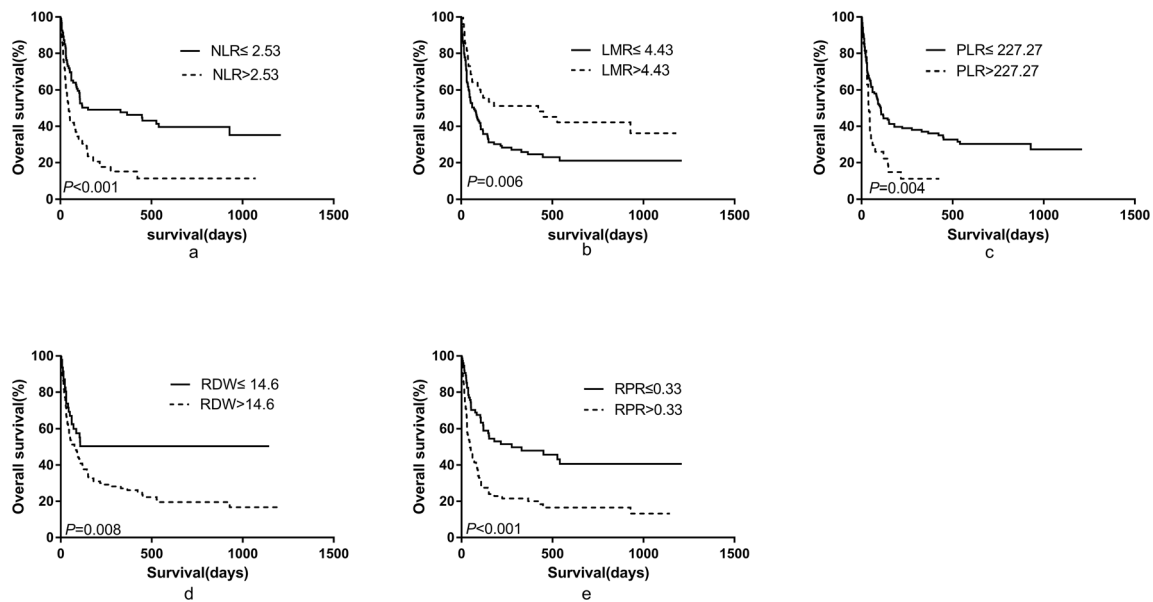 100
80
60
40
20
0
Overall survival(%)
NLR≤ 2.53
NLR>2.53
P<0.001
0 500 1000 1500
survival(days)
a
100
80
60
40
20
0
Overall survival(%)
LMR≤ 4.43
LMR>4.43
P=0.006
0 500 1000 1500
survival(days)
b
100
80
60
40
20
0
Overall survival(%)
PLR≤ 227.27
PLR>227.27
P=0.004
0 500 1000 1500
Survival(days)
c
100
80
60
40
20
0
Overall survival(%)
RDW≤ 14.6
RDW>14.6
P=0.008
0 500 1000 1500
Survival(days)
d
100
80
60
40
20
0
Overall survival(%)
RPR≤0.33
RPR>0.33
P<0.001
0 500 1000 1500
Survival(days)
e